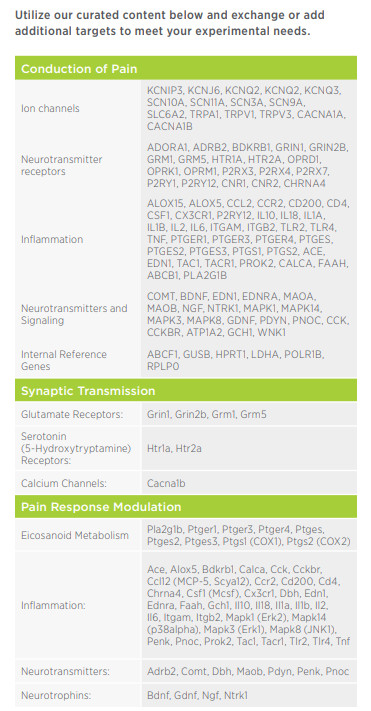 Utilize our curated content below and exchange or add
additional targets to meet your experimental needs.
Conduction of Pain
Ion channels
KCNIP3, KCNJ6, KCNQ2, KCNQ2, KCNQ3,
SCN10A, SCN11A, SCN3A, SCN9A,
SLC6A2, TRPA1, TRPV1, TRPV3, CACNA1A,
CACNA1B
Neurotransmitter
receptors
ADORA1, ADRB2, BDKRB1, GRIN1, GRIN2B,
GRM1, GRM5, HTR1A, HTR2A, OPRD1,
OPRK1, OPRM1, P2RX3, P2RX4, P2RX7,
P2RY1, P2RY12, CNR1, CNR2, CHRNA4
Inflammation
ALOX15, ALOX5, CCL2, CCR2, CD200, CD4,
CSF1, CX3CR1, P2RY12, IL10, IL18, IL1A,
IL1B, IL2, IL6, ITGAM, ITGB2, TLR2, TLR4,
TNF, PTGER1, PTGER3, PTGER4, PTGES,
PTGES2, PTGES3, PTGS1, PTGS2, ACE,
EDN1, TAC1, TACR1, PROK2, CALCA, FAAH,
ABCB1, PLA2G1B
Neurotransmitters and
Signaling
COMT, BDNF, EDN1, EDNRA, MAOA,
MAOB, NGF, NTRK1, MAPK1, MAPK14,
MAPK3, MAPK8, GDNF, PDYN, PNOC, CCK,
CCKBR, ATP1A2, GCH1, WNK1
Internal Reference
Genes
ABCF1, GUSB, HPRT1, LDHA, POLR1B,
RPLP0
Synaptic Transmission
Glutamate Receptors:
Grin1, Grin2b, Grm1, Grm5
Serotonin
(5-Hydroxytryptamine)
Receptors:
Htr1a, Htr2a
Calcium Channels:
Cacna1b
Pain Response Modulation
Eicosanoid Metabolism
Pla2g1b, Ptger1, Ptger3, Ptger4, Ptges,
Ptges2, Ptges3, Ptgs1 (COX1), Ptgs2 (COX2)
Inflammation:
Ace, Alox5, Bdkrb1, Calca, Cck, Cckbr,
Ccl12 (MCP-5, Scya12), Ccr2, Cd200, Cd4,
Chrna4, Csf1 (Mcsf), Cx3cr1, Dbh, Edn1,
Ednra, Faah, Gch1, Il10, Il18, Il1a, Il1b, Il2,
Il6, Itgam, Itgb2, Mapk1 (Erk2), Mapk14
(p38alpha), Mapk3 (Erk1), Mapk8 (JNK1),
Penk, Pnoc, Prok2, Tac1, Tacr1, Tlr2, Tlr4, Tnf
Neurotransmitters:
Adrb2, Comt, Dbh, Maob, Pdyn, Penk, Pnoc
Neurotrophins:
Bdnf, Gdnf, Ngf, Ntrk1